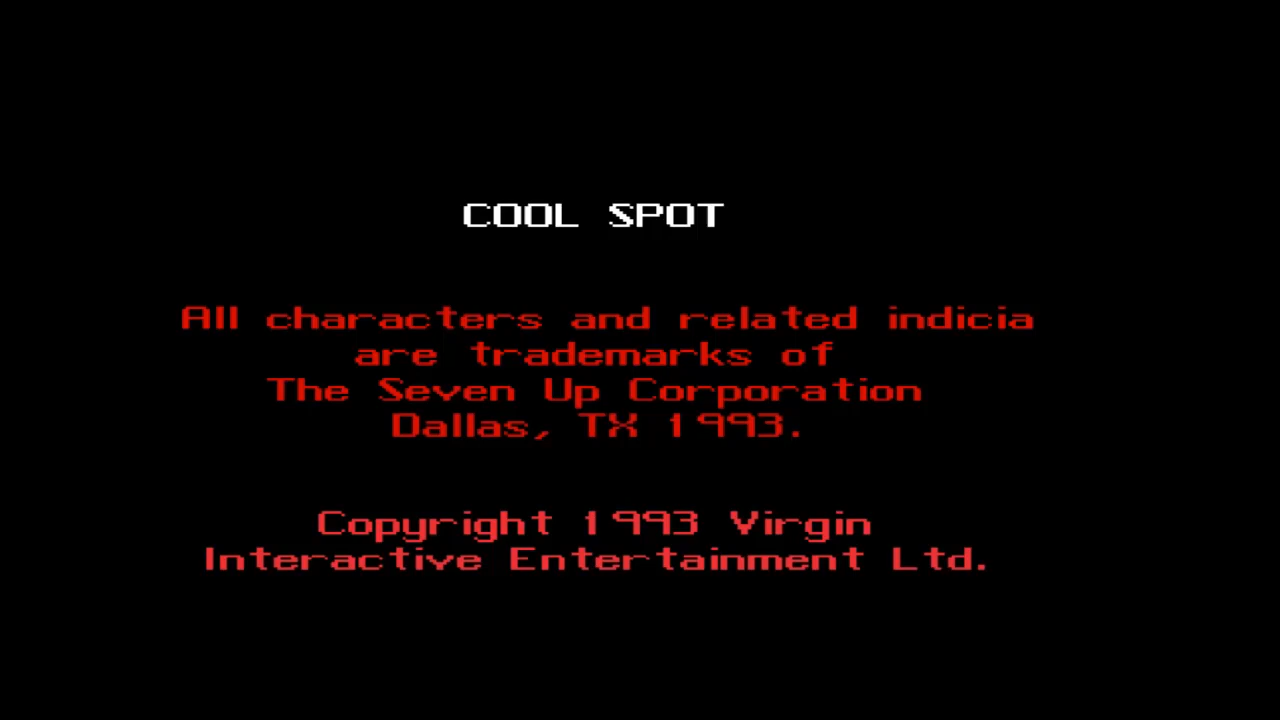 COOL SPOT
All characters and related indicia
are trademarks of
The Seven Up Corporation
Dallas, TX 1993.
Copyright 1993 Virgin
Interactive Entertainment Ltd.